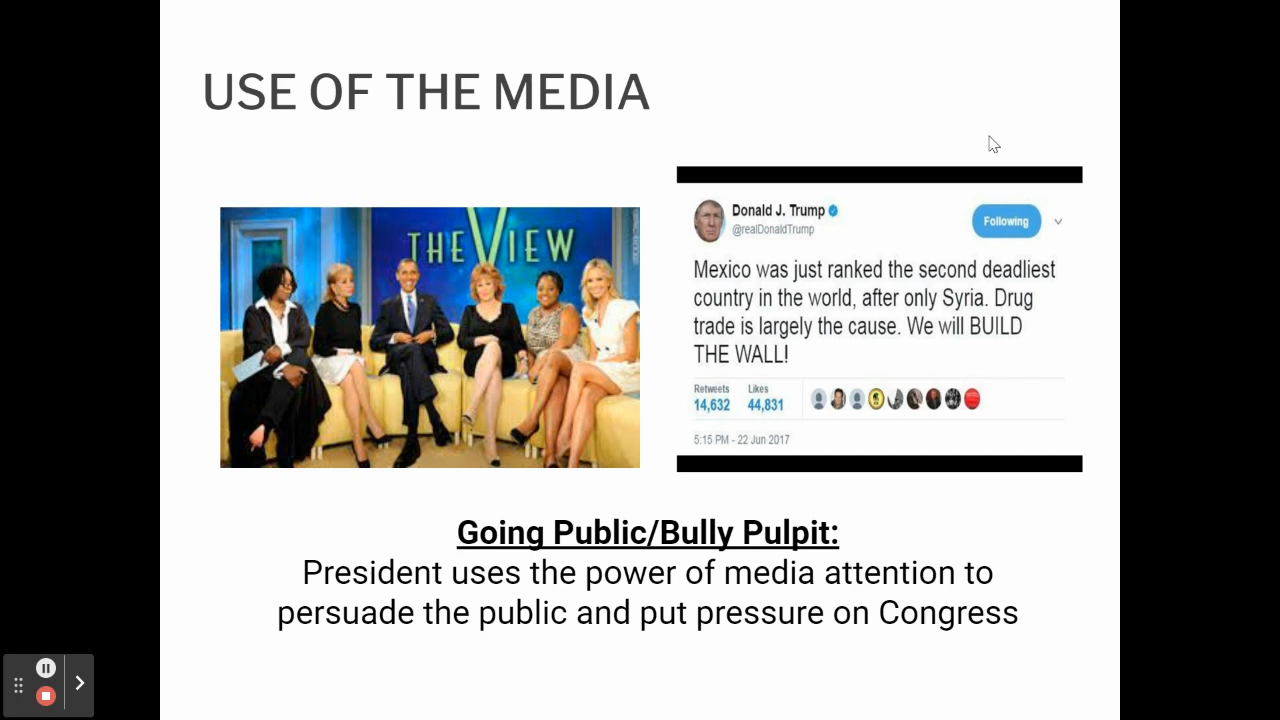 USE OF THE MEDIA
THE VIEW
Donald J. Trump
@realDonaldTrump
Following
Mexico was just ranked the second deadliest
country in the world, after only Syria. Drug
trade is largely the cause. We will BUILD
THE WALL!
Retweets Likes
14,632 44,831
5:15 PM - 22 Jun 2017
Going Public/Bully Pulpit:
President uses the power of media attention to
persuade the public and put pressure on Congress